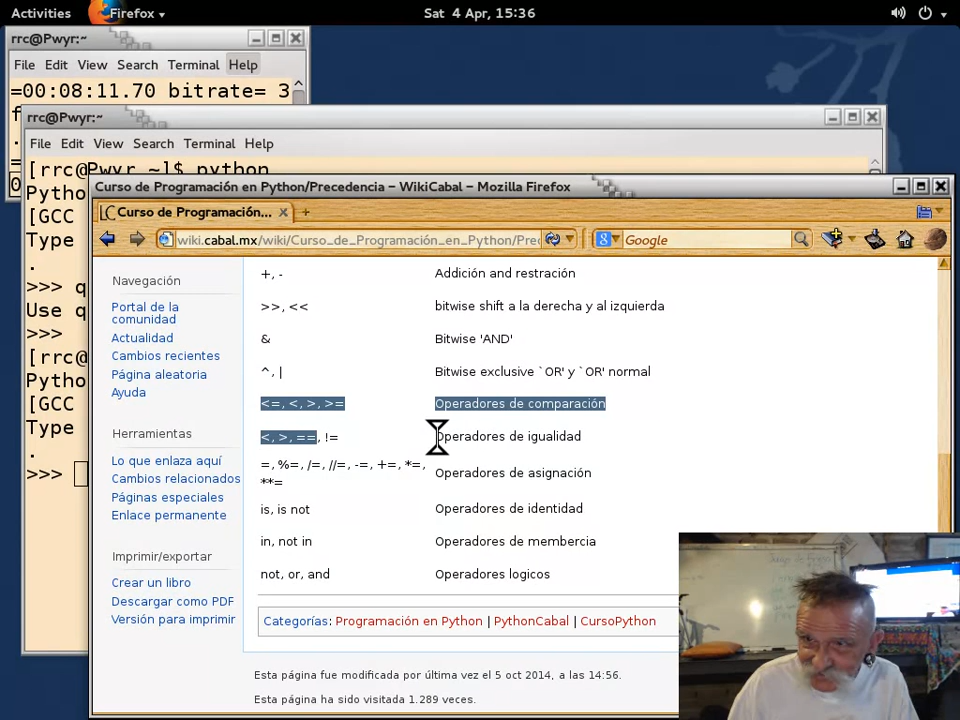 Activities Firefox Sat 4 Apr, 15:36
rrc@Pwyr:~
File Edit View Search Terminal Help
=00:08:11.70 bitrate= 3
f
.
=
0
rrc@Pwyr:~
File Edit View Search Terminal Help
[rrc@Pwyr ~]$ python
Pytho
[GCC
Type
.
>>> q
Use q
>>>
[rrc@
Pytho
[GCC
Type
.
>>>
Curso de Programación en Python/Precedencia – WikiCabal – Mozilla Firefox
Curso de Programación...
wiki.cabal.mx/wiki/Curso_de_Programación_en_Python/Prec
Google
Navegación
Portal de la
comunidad
Actualidad
Cambios recientes
Página aleatoria
Ayuda
Herramientas
Lo que enlaza aquí
Cambios relacionados
Páginas especiales
Enlace permanente
Imprimir/exportar
Crear un libro
Descargar como PDF
Versión para imprimir
+, - Addición and restración
>>, << bitwise shift a la derecha y al izquierda
& Bitwise 'AND'
^, | Bitwise exclusive `OR' y `OR' normal
<=, <, >, >= Operadores de comparación
<, >, ==, != Operadores de igualidad
=, %=, /=, //=, -=, +=, *=,
**= Operadores de asignación
is, is not Operadores de identidad
in, not in Operadores de membercia
not, or, and Operadores logicos
Categorías: Programación en Python | PythonCabal | CursoPython
Esta página fue modificada por última vez el 5 oct 2014, a las 14:56.
Esta página ha sido visitada 1.289 veces.